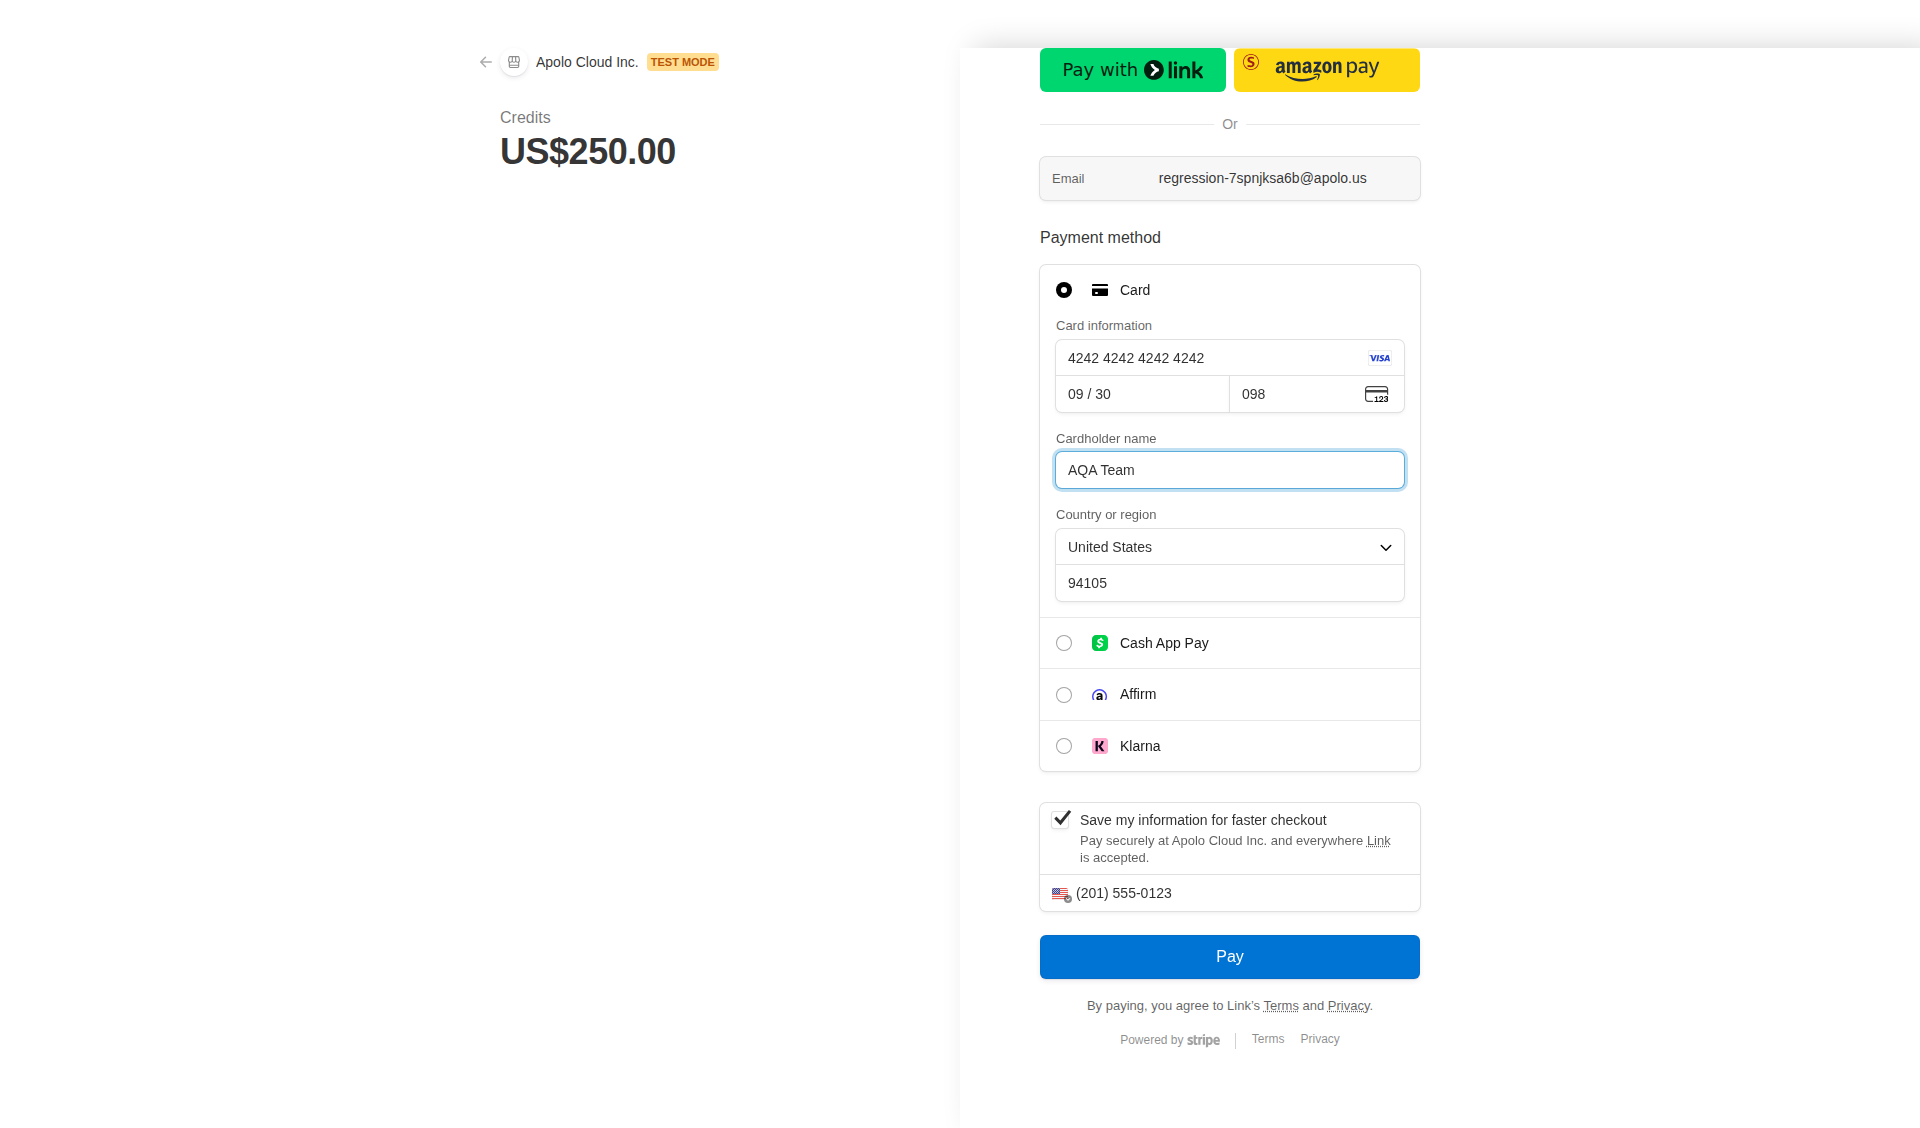 Apolo Cloud Inc. TEST MODE
Credits
US$250.00
Pay with link
S amazon pay
Or
Email regression-7spnjksa6b@apolo.us
Payment method
Card
Card information
4242 4242 4242 4242 VISA
09 / 30 098 123
Cardholder name
AQA Team
Country or region
United States
94105
$ Cash App Pay
a Affirm
K Klarna
Save my information for faster checkout
Pay securely at Apolo Cloud Inc. and everywhere Link
is accepted.
(201) 555-0123
Pay
By paying, you agree to Link's Terms and Privacy.
Powered by stripe Terms Privacy